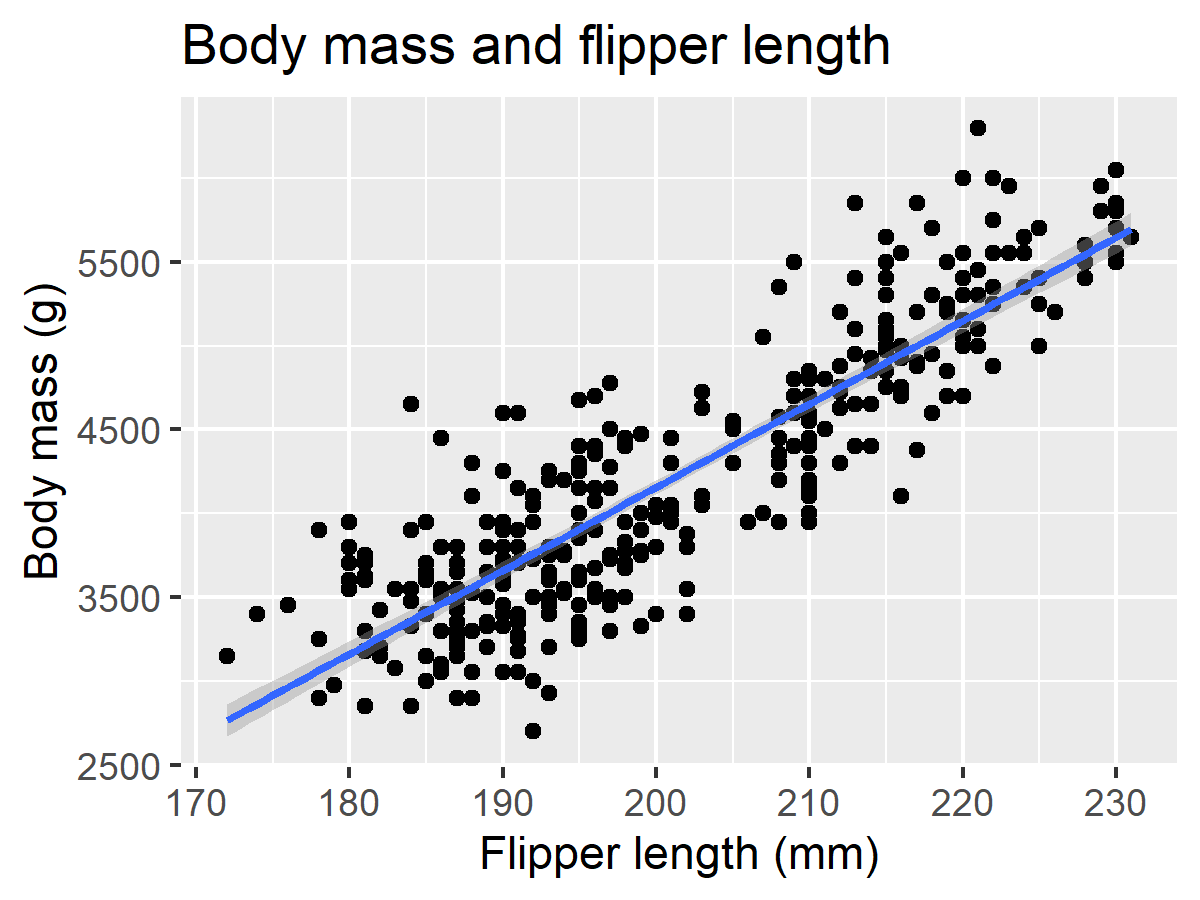 Body mass and flipper length
Body mass (g)
5500
4500
3500
2500
170 180 190 200 210 220 230
Flipper length (mm)